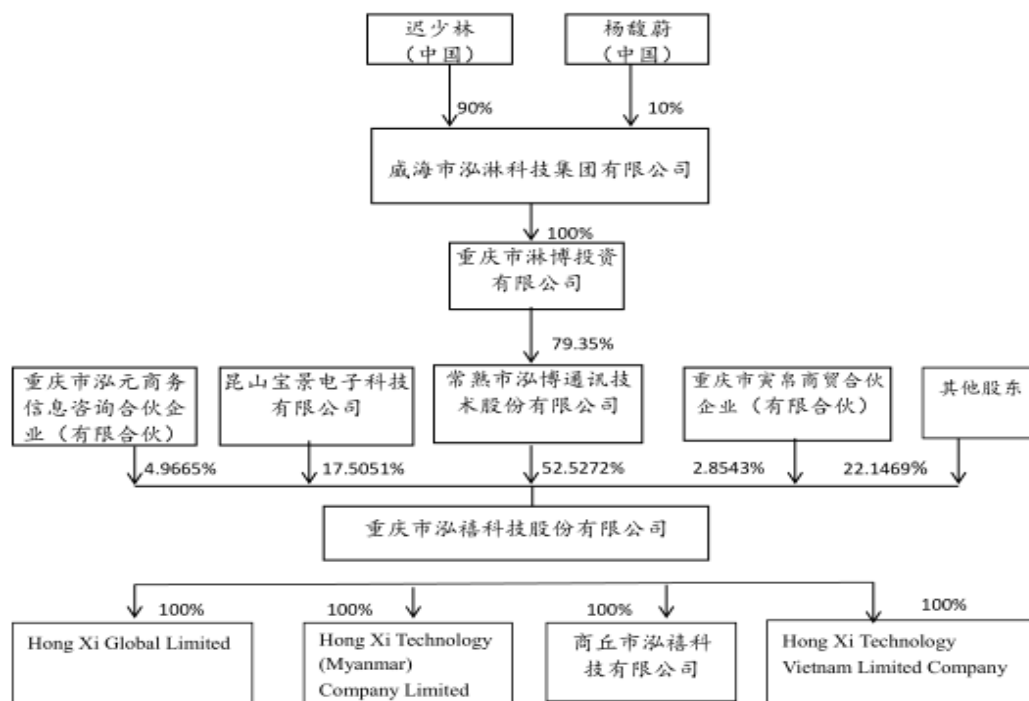 迟少林
（中国）
杨馥蔚
（中国）
90%
10%
威海市泓淋科技集团有限公司
100%
重庆市淋博投资
有限公司
79.35%
重庆市泓元商务
信息咨询合伙企
业（有限合伙）
昆山宝景电子科技
有限公司
常熟市泓博通讯技
术股份有限公司
重庆市寅帛商贸合伙
企业（有限合伙）
其他股东
4.9665%
17.5051%
52.5272%
2.8543%
22.1469%
重庆市泓禧科技股份有限公司
100%
100%
100%
100%
Hong Xi Global Limited
Hong Xi Technology
(Myanmar)
Company Limited
商丘市泓禧科
技有限公司
Hong Xi Technology
Vietnam Limited Company